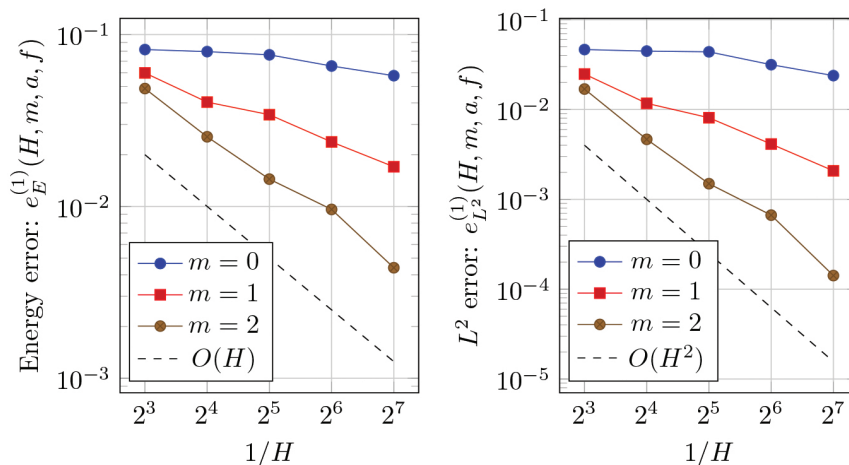 Energy error: e_E^{(1)}(H, m, a, f)
10^{-1}
10^{-2}
10^{-3}
m = 0
m = 1
m = 2
O(H)
2^3 2^4 2^5 2^6 2^7
1/H
L^2 error: e_{L^2}^{(1)}(H, m, a, f)
10^{-1}
10^{-2}
10^{-3}
10^{-4}
10^{-5}
m = 0
m = 1
m = 2
O(H^2)
2^3 2^4 2^5 2^6 2^7
1/H